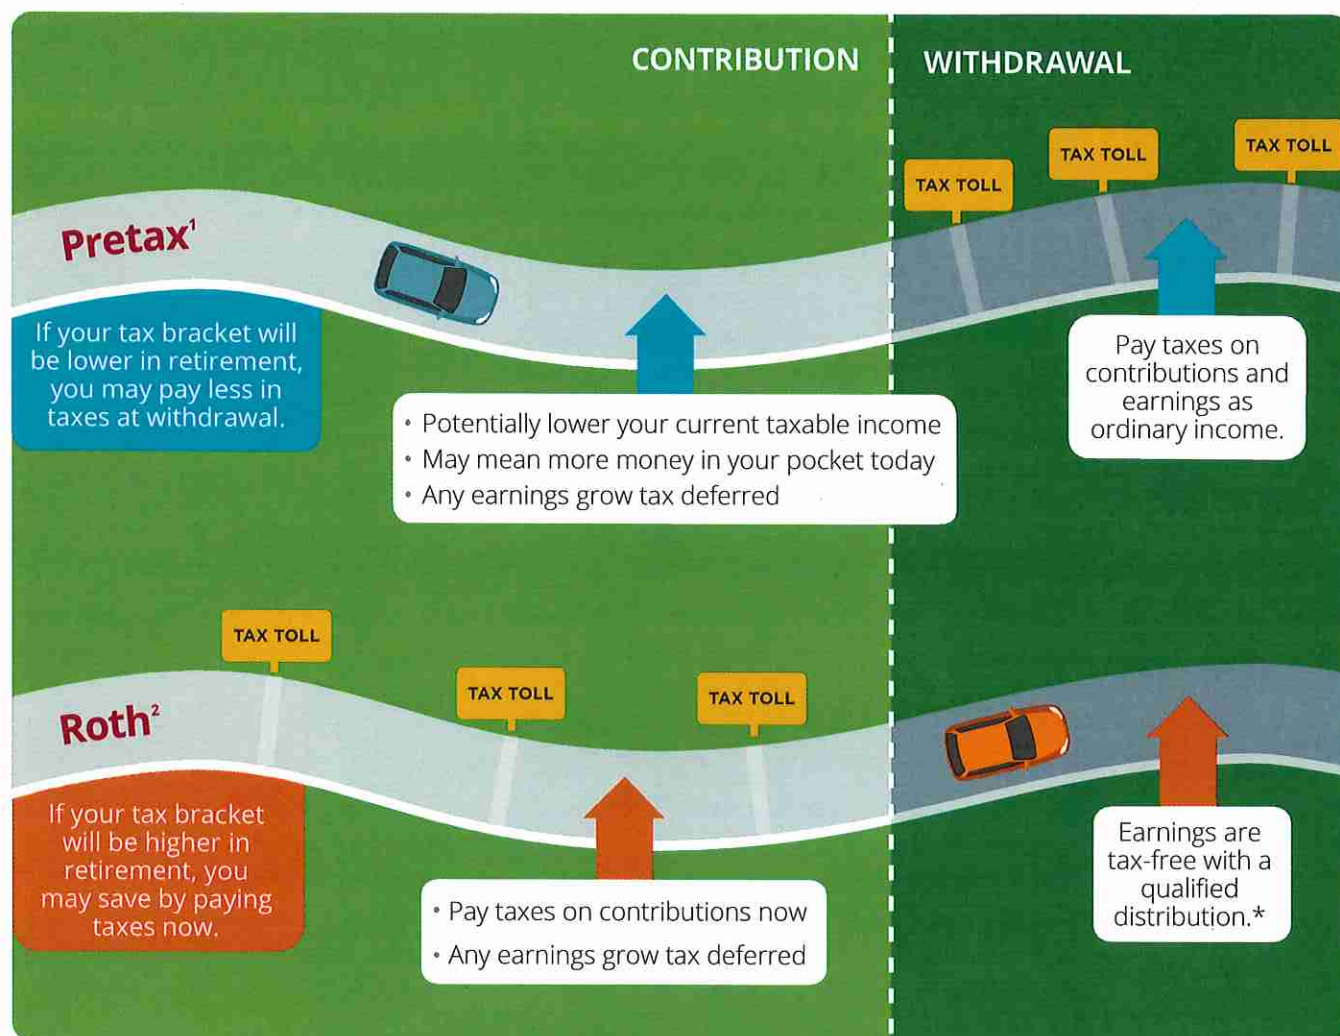 CONTRIBUTION
WITHDRAWAL
TAX TOLL
TAX TOLL
TAX TOLL
Pretax¹
If your tax bracket will
be lower in retirement,
you may pay less in
taxes at withdrawal.
• Potentially lower your current taxable income
• May mean more money in your pocket today
• Any earnings grow tax deferred
Pay taxes on
contributions and
earnings as
ordinary income.
TAX TOLL
TAX TOLL
TAX TOLL
Roth²
If your tax bracket
will be higher in
retirement, you
may save by paying
taxes now.
• Pay taxes on contributions now
• Any earnings grow tax deferred
Earnings are
tax-free with a
qualified
distribution.*